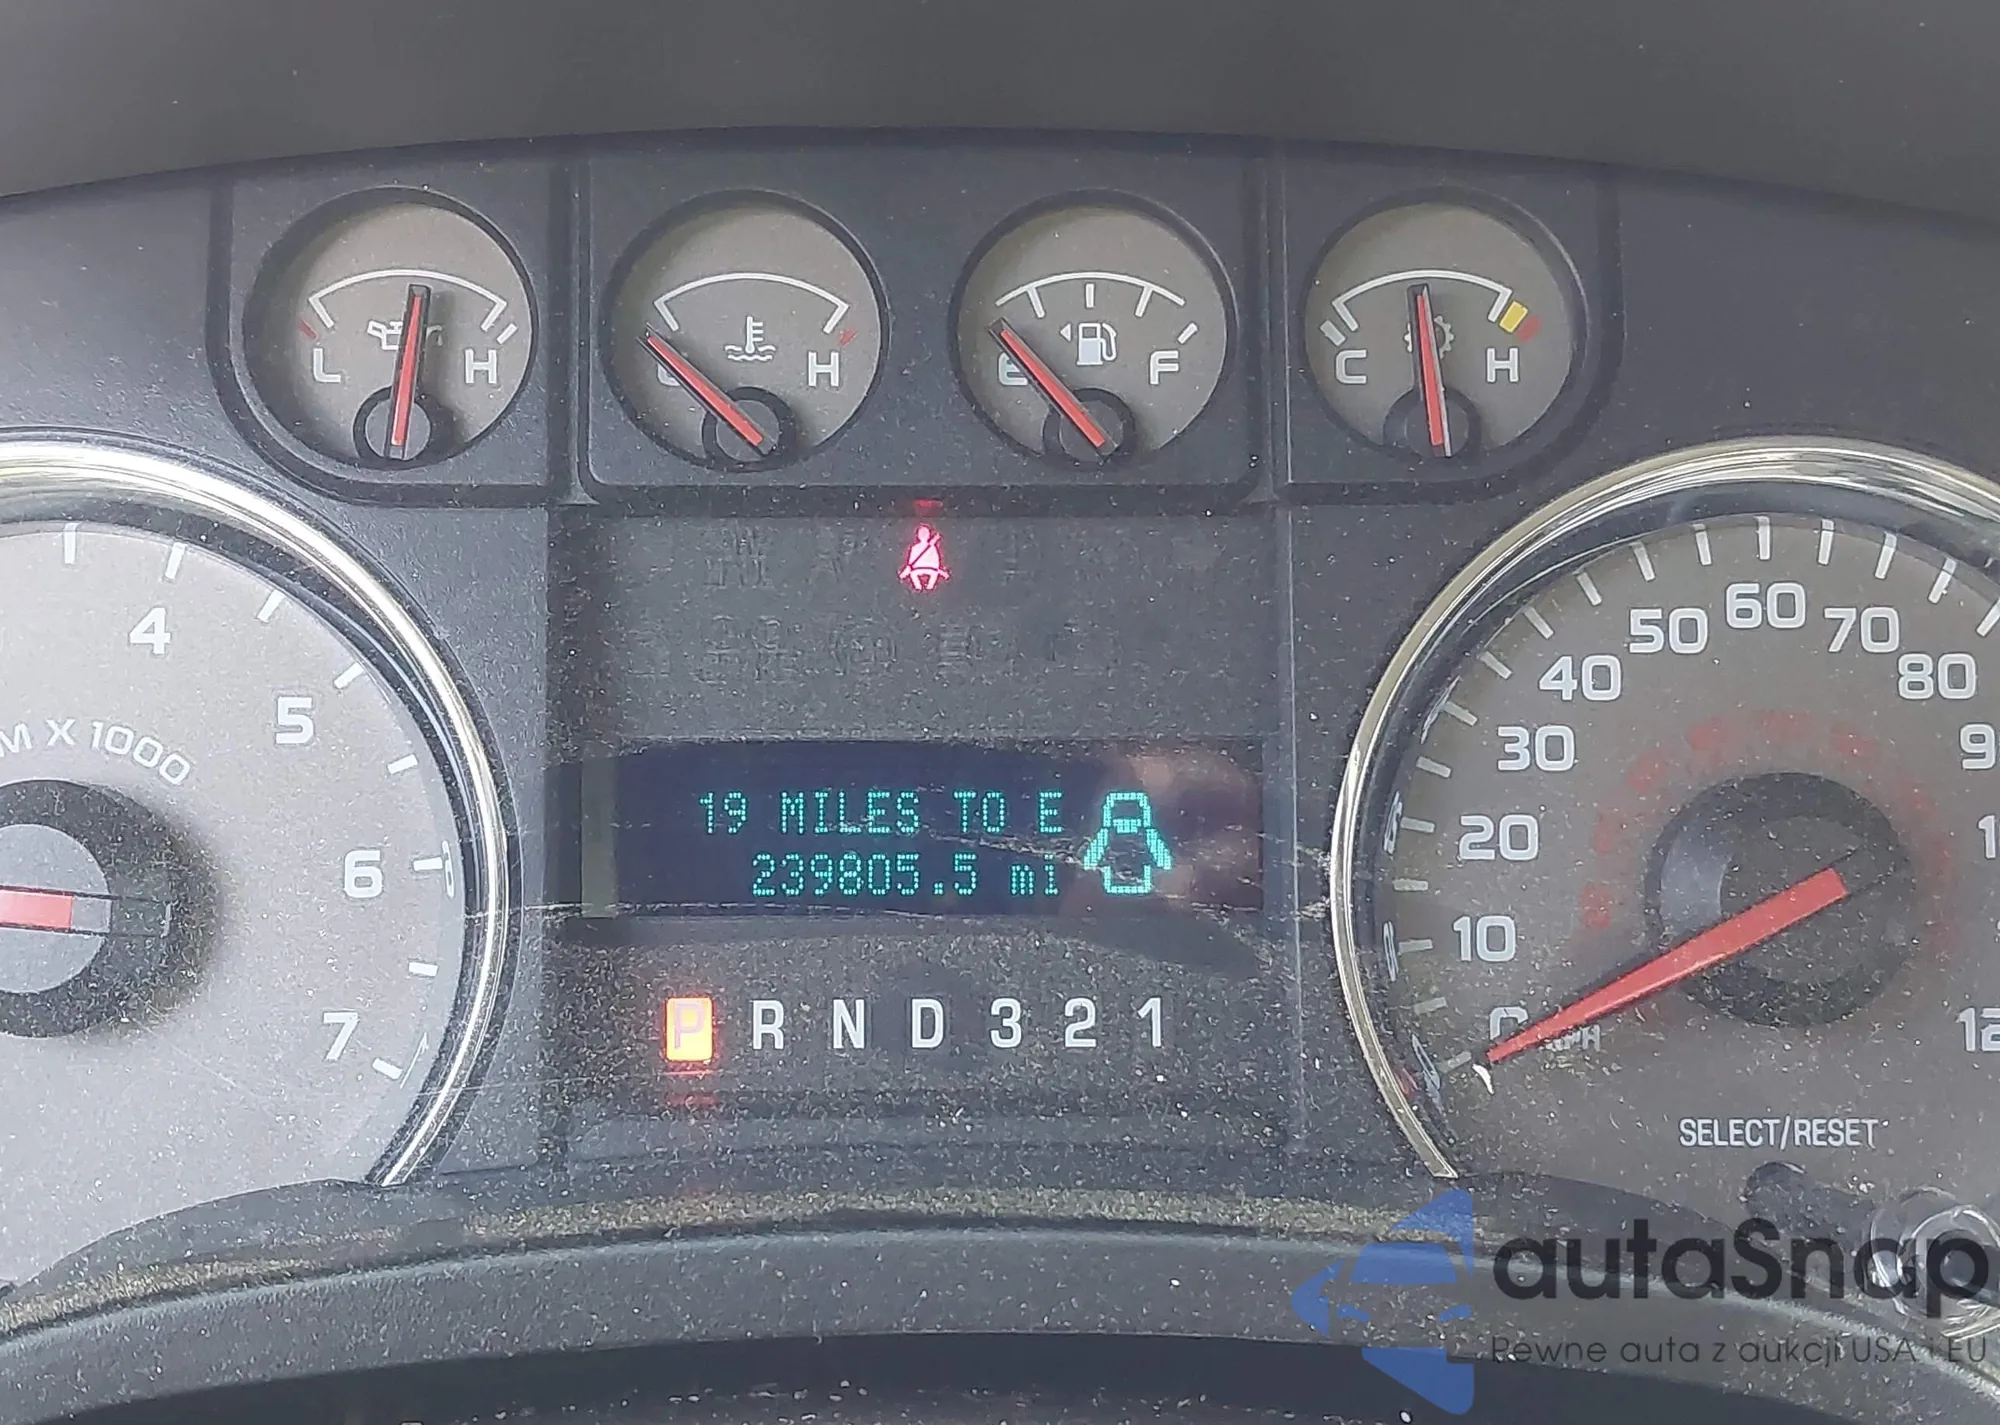 L H
H
E F
C H
4
5
M X 1000
6
7
19 MILES TO E
239805.5 mi
P R N D 3 2 1
10
20
30
40
50
60
70
80
SELECT/RESET
autaSnap
Pewne auta z aukcji USA i EU